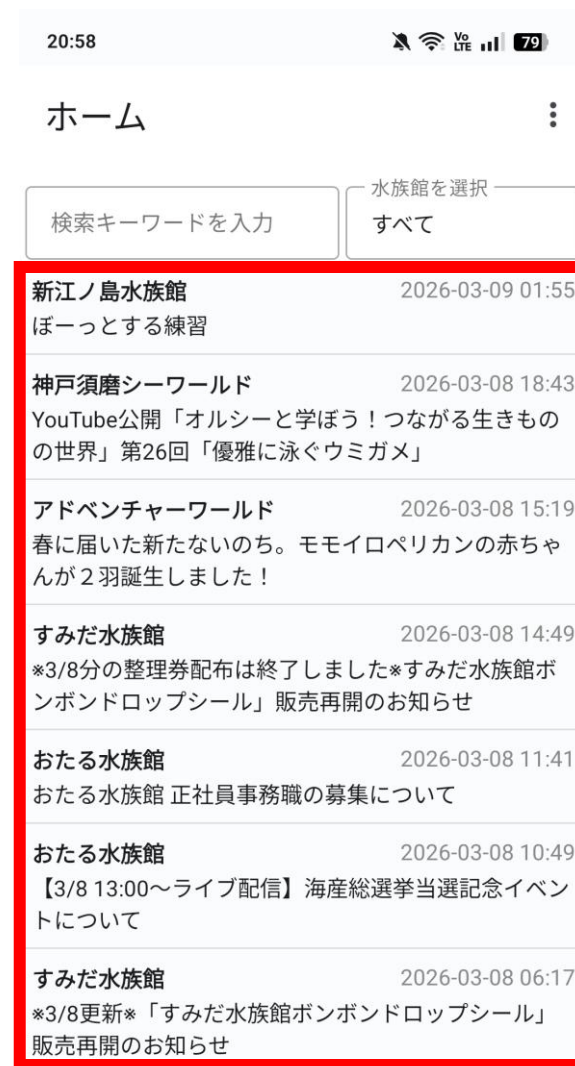 20:58
Vo
LTE
79
ホーム
水族館を選択
検索キーワードを入力
すべて
新江ノ島水族館 2026-03-09 01:55
ぼーっとする練習
神戸須磨シーワールド 2026-03-08 18:43
YouTube公開「オルシーと学ぼう！つながる生きもの
の世界」第26回「優雅に泳ぐウミガメ」
アドベンチャーワールド 2026-03-08 15:19
春に届いた新たないのち。モモイロペリカンの赤ちゃ
んが２羽誕生しました！
すみだ水族館 2026-03-08 14:49
※3/8分の整理券配布は終了しました※すみだ水族館ボ
ンボンドロップシール」販売再開のお知らせ
おたる水族館 2026-03-08 11:41
おたる水族館 正社員事務職の募集について
おたる水族館 2026-03-08 10:49
【3/8 13:00～ライブ配信】海産総選挙当選記念イベン
トについて
すみだ水族館 2026-03-08 06:17
※3/8更新※「すみだ水族館ボンボンドロップシール」
販売再開のお知らせ